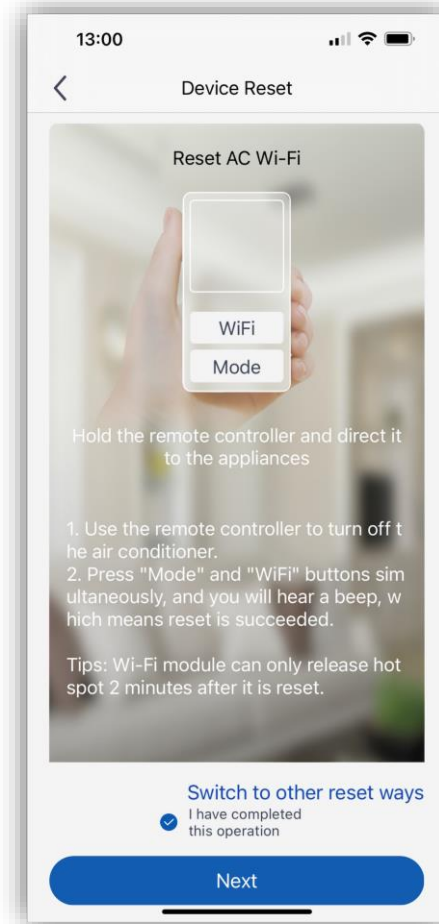 13:00
Device Reset
Reset AC Wi-Fi
WiFi
Mode
Hold the remote controller and direct it
to the appliances
1. Use the remote controller to turn off t
he air conditioner.
2. Press "Mode" and "WiFi" buttons sim
ultaneously, and you will hear a beep, w
hich means reset is succeeded.
Tips: Wi-Fi module can only release hot
spot 2 minutes after it is reset.
Switch to other reset ways
I have completed
this operation
Next